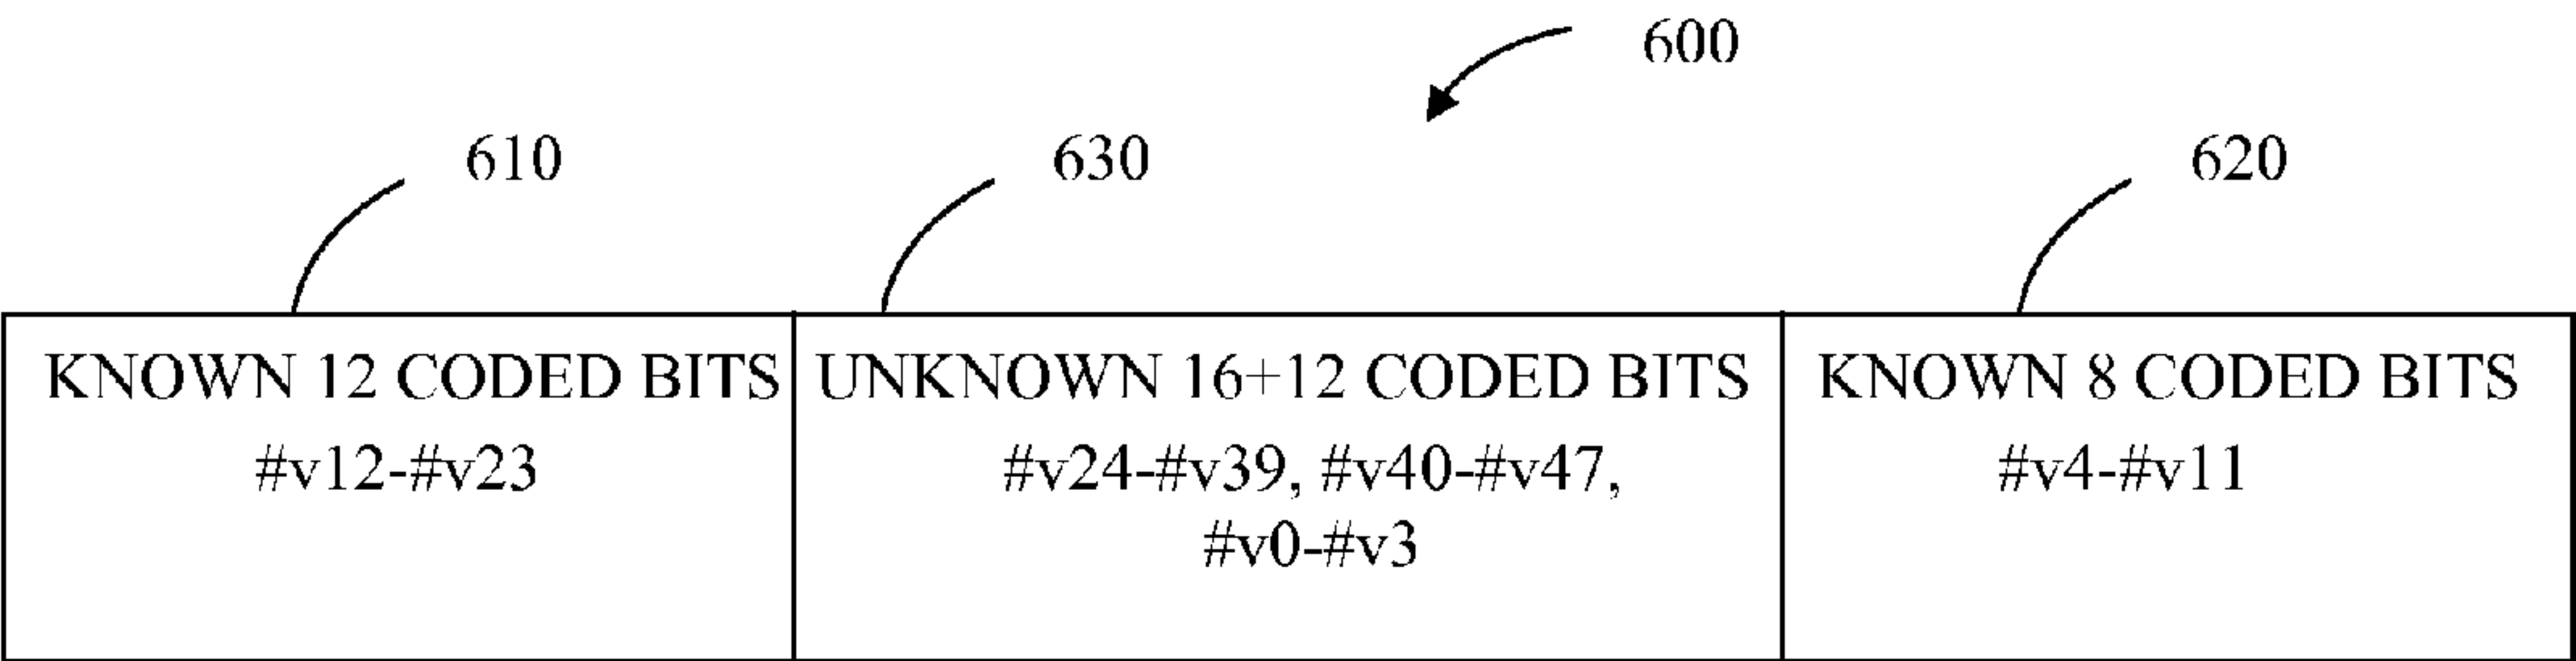 600
610
630
620
KNOWN 12 CODED BITS
#v12-#v23
UNKNOWN 16+12 CODED BITS
#v24-#v39, #v40-#v47,
#v0-#v3
KNOWN 8 CODED BITS
#v4-#v11